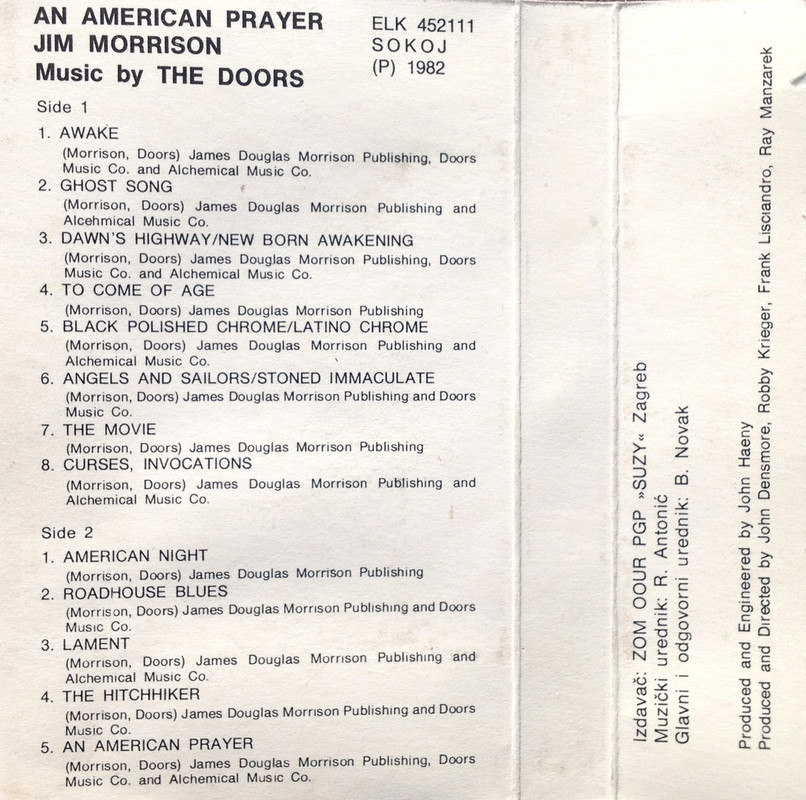 AN AMERICAN PRAYER
JIM MORRISON
Music by THE DOORS
ELK 452111
SOKOJ
(P) 1982
Side 1
1. AWAKE
(Morrison, Doors) James Douglas Morrison Publishing, Doors
Music Co. and Alchemical Music Co.
2. GHOST SONG
(Morrison, Doors) James Douglas Morrison Publishing and
Alcehmical Music Co.
3. DAWN'S HIGHWAY/NEW BORN AWAKENING
(Morrison, Doors) James Douglas Morrison Publishing, Doors
Music Co. and Alchemical Music Co.
4. TO COME OF AGE
(Morrison, Doors) James Douglas Morrison Publishing
5. BLACK POLISHED CHROME/LATINO CHROME
(Morrison, Doors) James Douglas Morrison Publishing and
Alchemical Music Co.
6. ANGELS AND SAILORS/STONED IMMACULATE
(Morrison, Doors) James Douglas Morrison Publishing and Doors
Music Co.
7. THE MOVIE
(Morrison, Doors) James Douglas Morrison Publishing
8. CURSES, INVOCATIONS
(Morrison, Doors) James Douglas Morrison Publishing and
Alchemical Music Co.
Side 2
1. AMERICAN NIGHT
(Morrison, Doors) James Douglas Morrison Publishing
2. ROADHOUSE BLUES
(Morrison, Doors) James Douglas Morrison Publishing and Doors
Music Co.
3. LAMENT
(Morrison, Doors) James Douglas Morrison Publishing and
Alchemical Music Co.
4. THE HITCHHIKER
(Morrison, Doors) James Douglas Morrison Publishing and Doors
Music Co.
5. AN AMERICAN PRAYER
(Morrison, Doors) James Douglas Morrison Publishing, Doors
Music Co. and Alchemical Music Co.
Izdavač: ZOM OOUR PGP »SUZY« Zagreb
Muzički urednik: R. Antonić
Glavni i odgovorni urednik: B. Novak
Produced and Engineered by John Haeny
Produced and Directed by John Densmore, Robby Krieger, Frank Lisciandro, Ray Manzarek